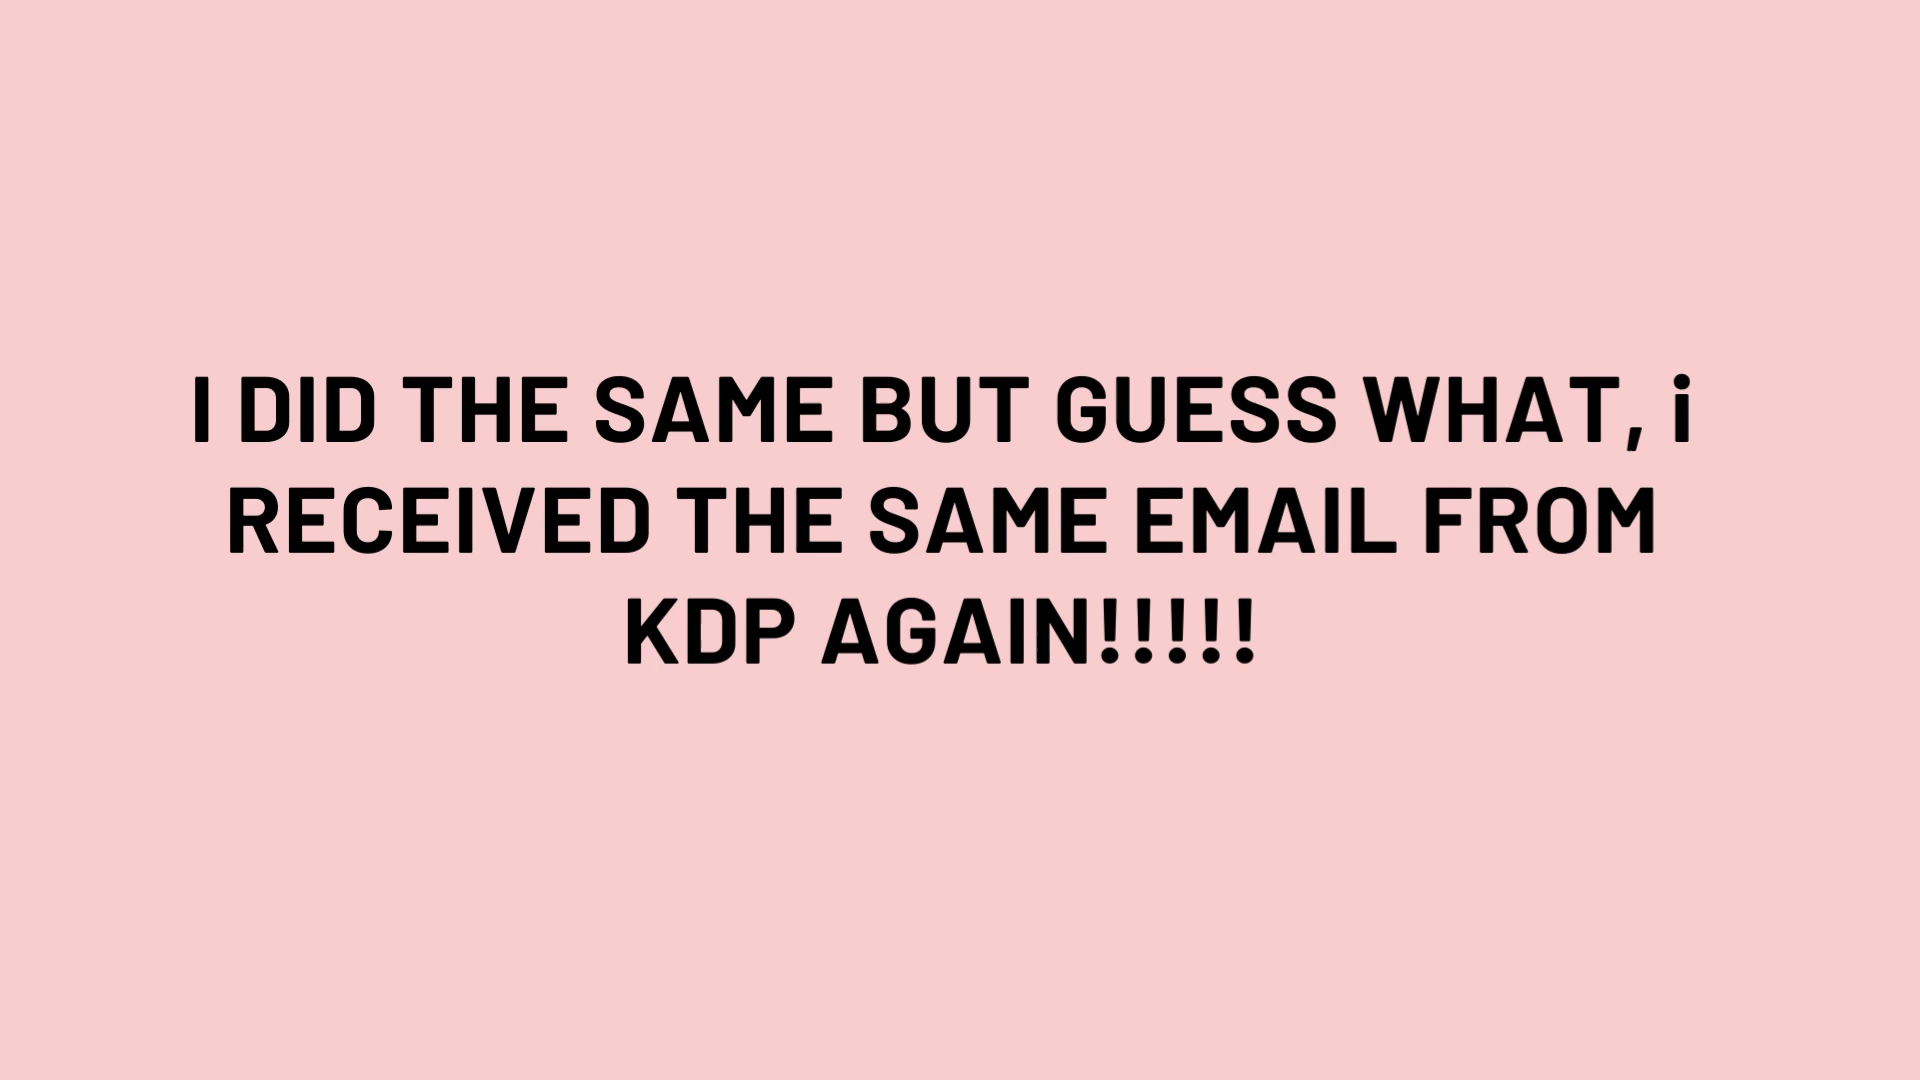 I DID THE SAME BUT GUESS WHAT, i
RECEIVED THE SAME EMAIL FROM
KDP AGAIN!!!!!